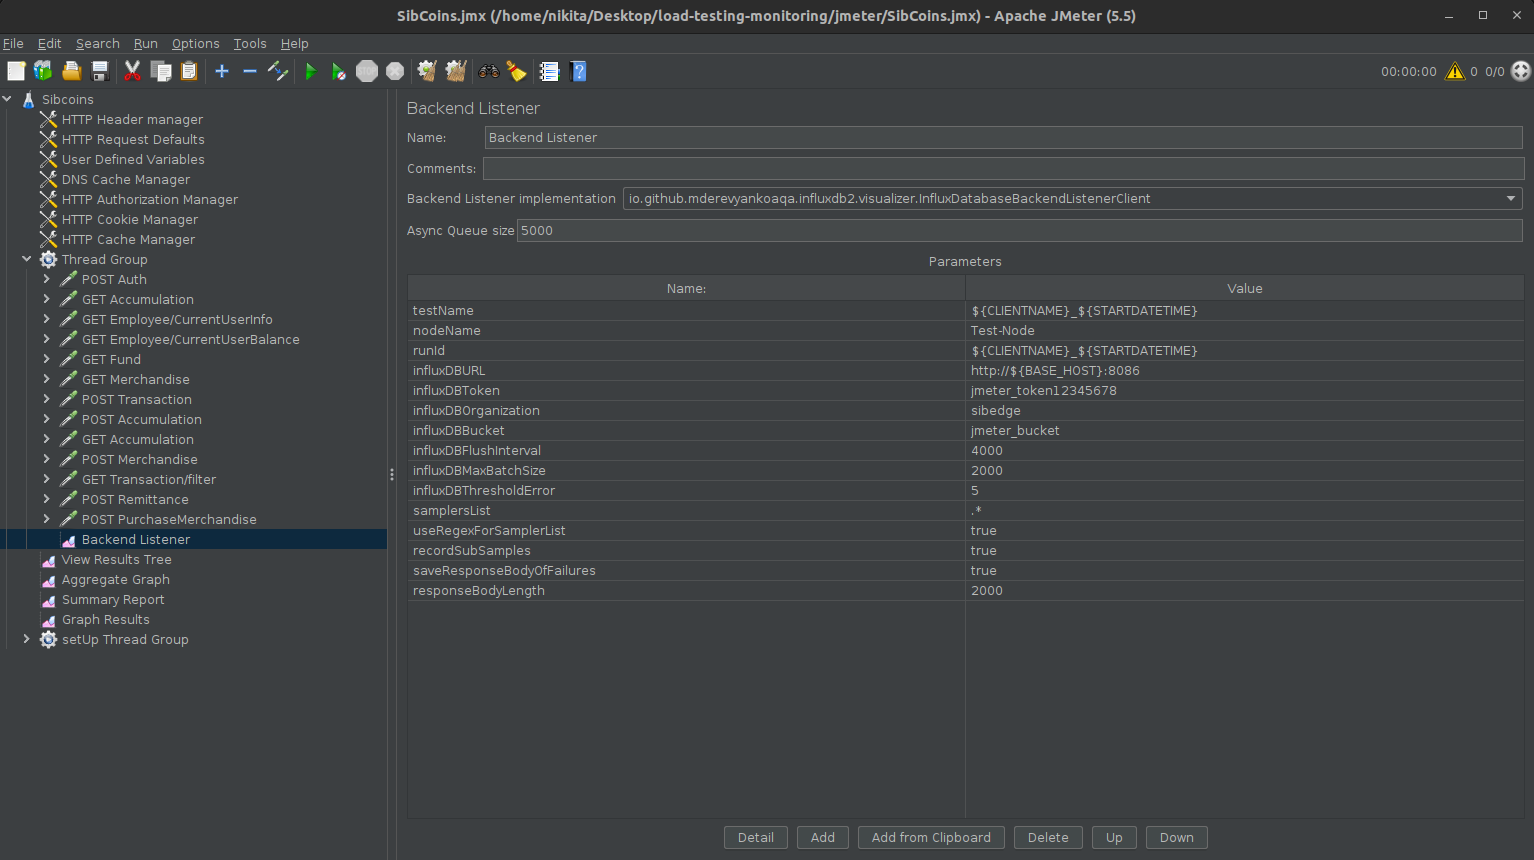 SibCoins.jmx (/home/nikita/Desktop/load-testing-monitoring/jmeter/SibCoins.jmx) - Apache JMeter (5.5)
File Edit Search Run Options Tools Help
00:00:00 0 0/0
Sibcoins
HTTP Header manager
HTTP Request Defaults
User Defined Variables
DNS Cache Manager
HTTP Authorization Manager
HTTP Cookie Manager
HTTP Cache Manager
Thread Group
POST Auth
GET Accumulation
GET Employee/CurrentUserInfo
GET Employee/CurrentUserBalance
GET Fund
GET Merchandise
POST Transaction
POST Accumulation
GET Accumulation
POST Merchandise
GET Transaction/filter
POST Remittance
POST PurchaseMerchandise
Backend Listener
View Results Tree
Aggregate Graph
Summary Report
Graph Results
setUp Thread Group
Backend Listener
Name: Backend Listener
Comments:
Backend Listener implementation io.github.mderevyankoaqa.influxdb2.visualizer.InfluxDatabaseBackendListenerClient
Async Queue size 5000
Parameters
Name: Value
testName ${CLIENTNAME}_${STARTDATETIME}
nodeName Test-Node
runId ${CLIENTNAME}_${STARTDATETIME}
influxDBURL http://${BASE_HOST}:8086
influxDBToken jmeter_token12345678
influxDBOrganization sibedge
influxDBBucket jmeter_bucket
influxDBFlushInterval 4000
influxDBMaxBatchSize 2000
influxDBThresholdError 5
samplersList .*
useRegexForSamplerList true
recordSubSamples true
saveResponseBodyOfFailures true
responseBodyLength 2000
Detail Add Add from Clipboard Delete Up Down